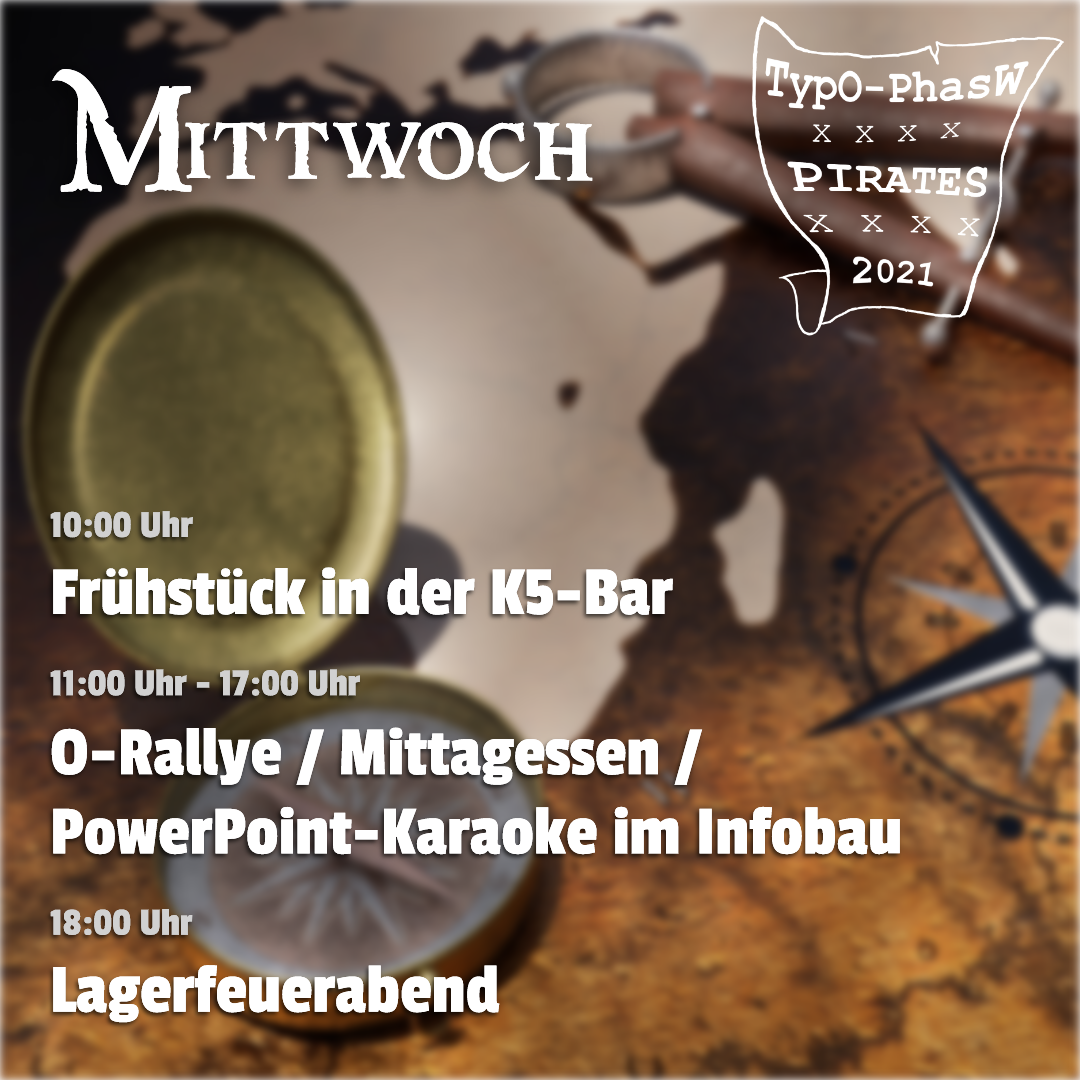 Mittwoch
TypO-PhasW
x x x x
PIRATES
x x x x
2021
10:00 Uhr
Frühstück in der K5-Bar
11:00 Uhr - 17:00 Uhr
O-Rallye / Mittagessen /
PowerPoint-Karaoke im Infobau
18:00 Uhr
Lagerfeuerabend